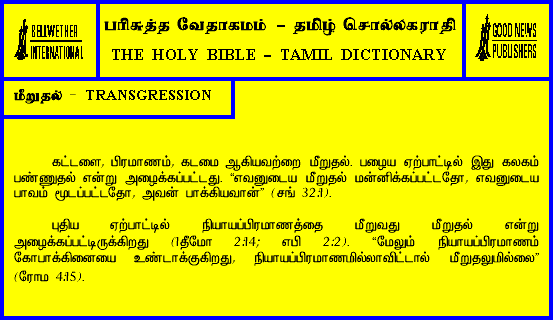 BELLWETHER
INTERNATIONAL
பரிசுத்த வேதாகமம் - தமிழ் சொல்லகராதி
THE HOLY BIBLE - TAMIL DICTIONARY
GOOD NEWS
PUBLISHERS
மீறுதல் - TRANSGRESSION
கட்டளை, பிரமாணம், கடமை ஆகியவற்றை மீறுதல். பழைய ஏற்பாட்டில் இது கலகம்
பண்ணுதல் என்று அழைக்கப்பட்டது. “எவனுடைய மீறுதல் மன்னிக்கப்பட்டதோ, எவனுடைய
பாவம் மூடப்பட்டதோ, அவன் பாக்கியவான்” (சங் 32:1).
புதிய ஏற்பாட்டில் நியாயப்பிரமாணத்தை மீறுவது மீறுதல் என்று
அழைக்கப்பட்டிருக்கிறது (1தீமோ 2:14; எபி 2:2). “மேலும் நியாயப்பிரமாணம்
கோபாக்கினையை உண்டாக்குகிறது, நியாயப்பிரமாணமில்லாவிட்டால் மீறுதலுமில்லை”
(ரோம 4:15).